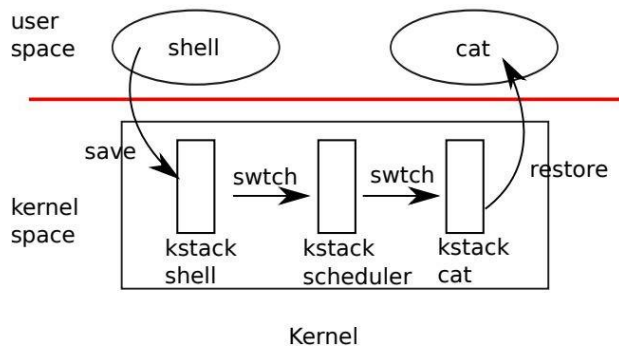 user
space
shell
cat
save
swtch
swtch
restore
kernel
space
kstack
shell
kstack
scheduler
kstack
cat
Kernel